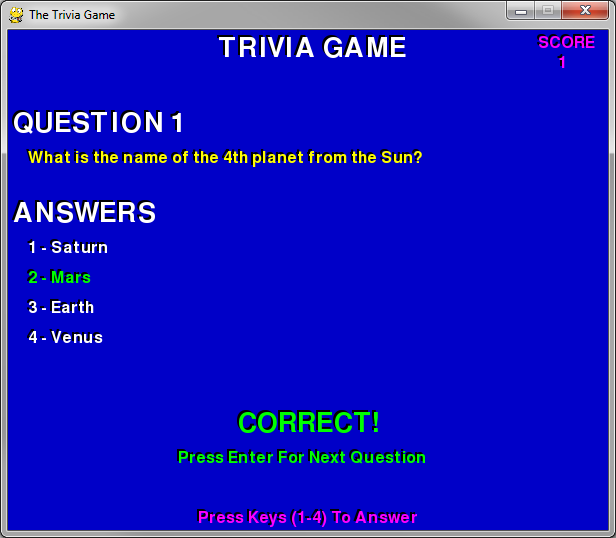 The Trivia Game
TRIVIA GAME
SCORE
1
QUESTION 1
What is the name of the 4th planet from the Sun?
ANSWERS
1 - Saturn
2 - Mars
3 - Earth
4 - Venus
CORRECT!
Press Enter For Next Question
Press Keys (1-4) To Answer